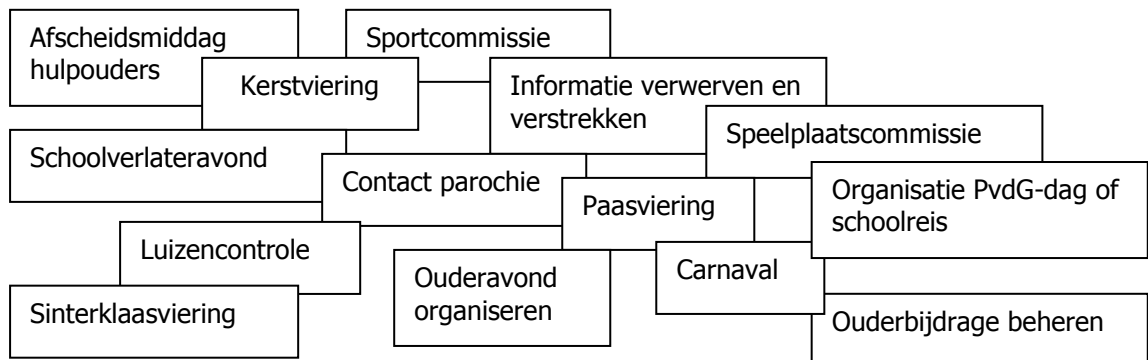 Afscheidsmiddag
hulpouders
Sportcommissie
Kerstviering
Informatie verwerven en
verstrekken
Speelplaatscommissie
Schoolverlateravond
Contact parochie
Organisatie PvdG-dag of
schoolreis
Paasviering
Luizencontrole
Ouderavond
organiseren
Carnaval
Sinterklaasviering
Ouderbijdrage beheren